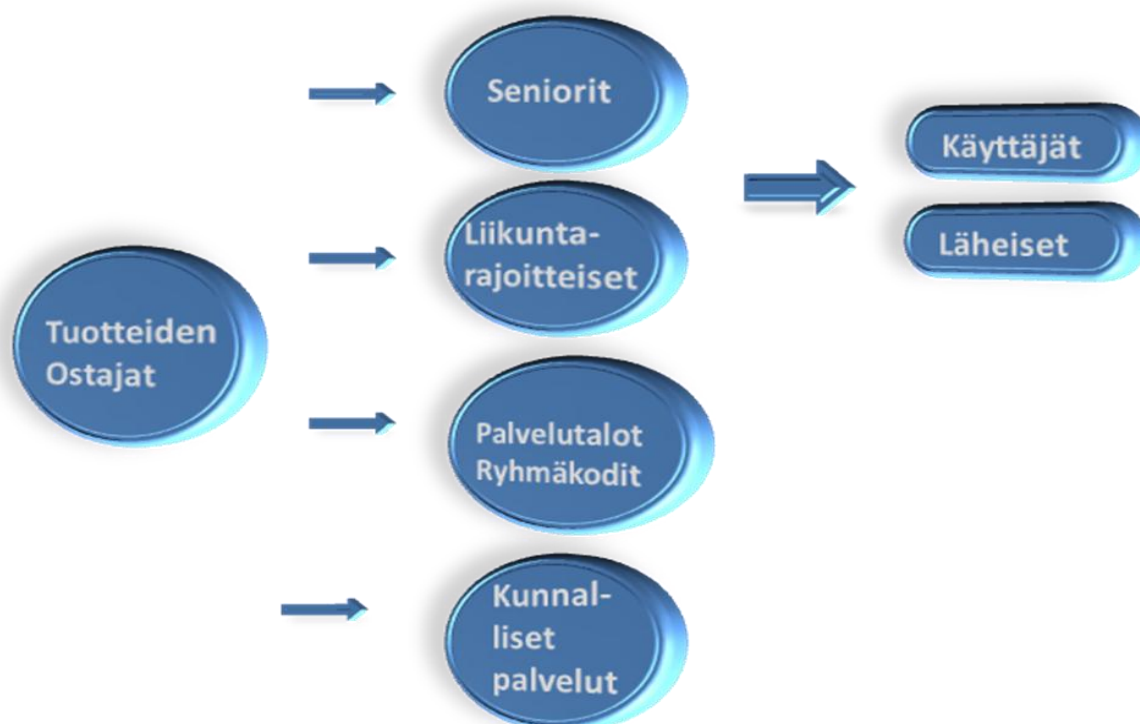 Tuotteiden
Ostajat
Seniorit
Liikunta-
rajoitteiset
Palvelutalot
Ryhmäkodit
Kunnal-
liset
palvelut
Käyttäjät
Läheiset